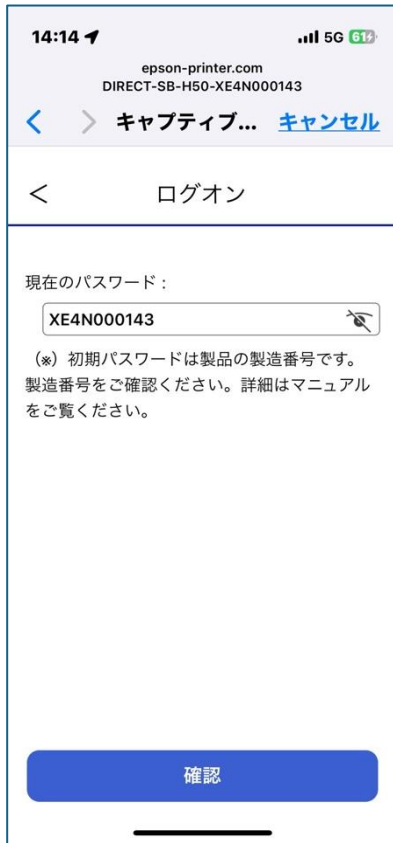 14:14
5G 61
epson-printer.com
DIRECT-SB-H50-XE4N000143
キャプティブ... キャンセル
< ログオン
現在のパスワード：
XE4N000143
（※）初期パスワードは製品の製造番号です。
製造番号をご確認ください。詳細はマニュアル
をご覧ください。
確認